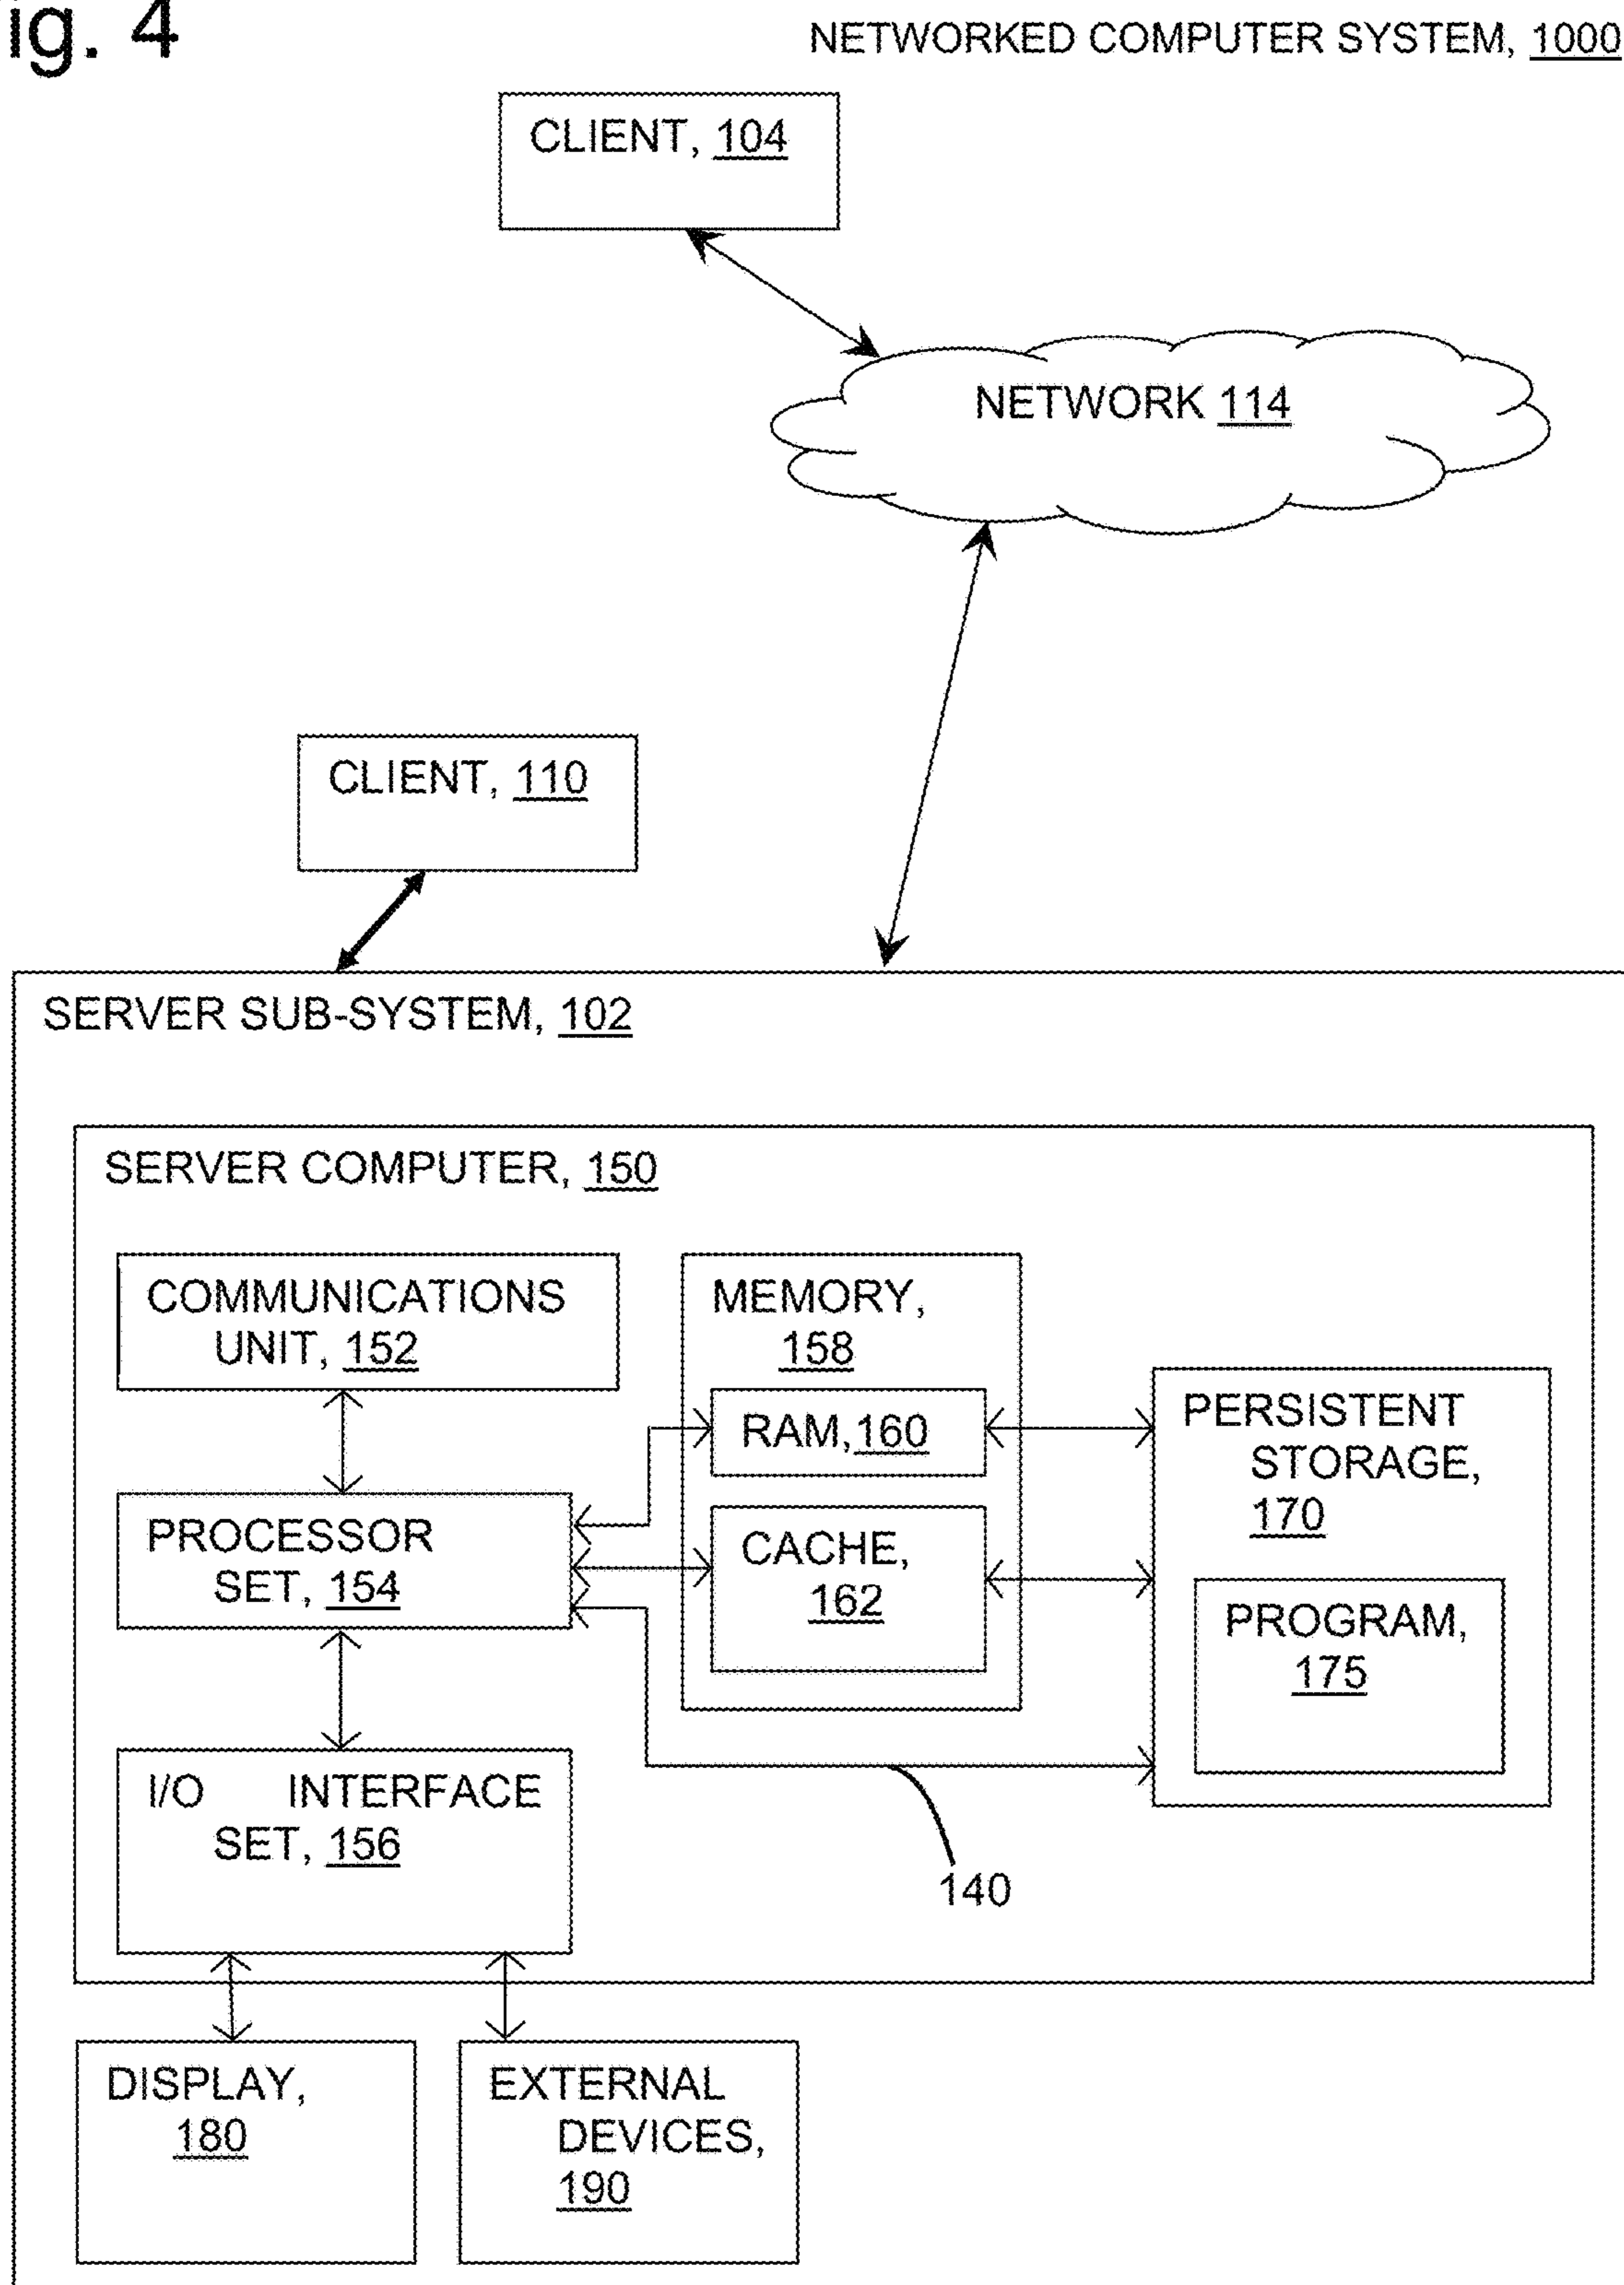 ig. 4
NETWORKED COMPUTER SYSTEM, 1000
CLIENT, 104
NETWORK 114
CLIENT, 110
SERVER SUB-SYSTEM, 102
SERVER COMPUTER, 150
COMMUNICATIONS
UNIT, 152
MEMORY,
158
RAM,160
CACHE,
162
PERSISTENT
STORAGE,
170
PROGRAM,
175
PROCESSOR
SET, 154
I/O INTERFACE
SET, 156
140
DISPLAY,
180
EXTERNAL
DEVICES,
190